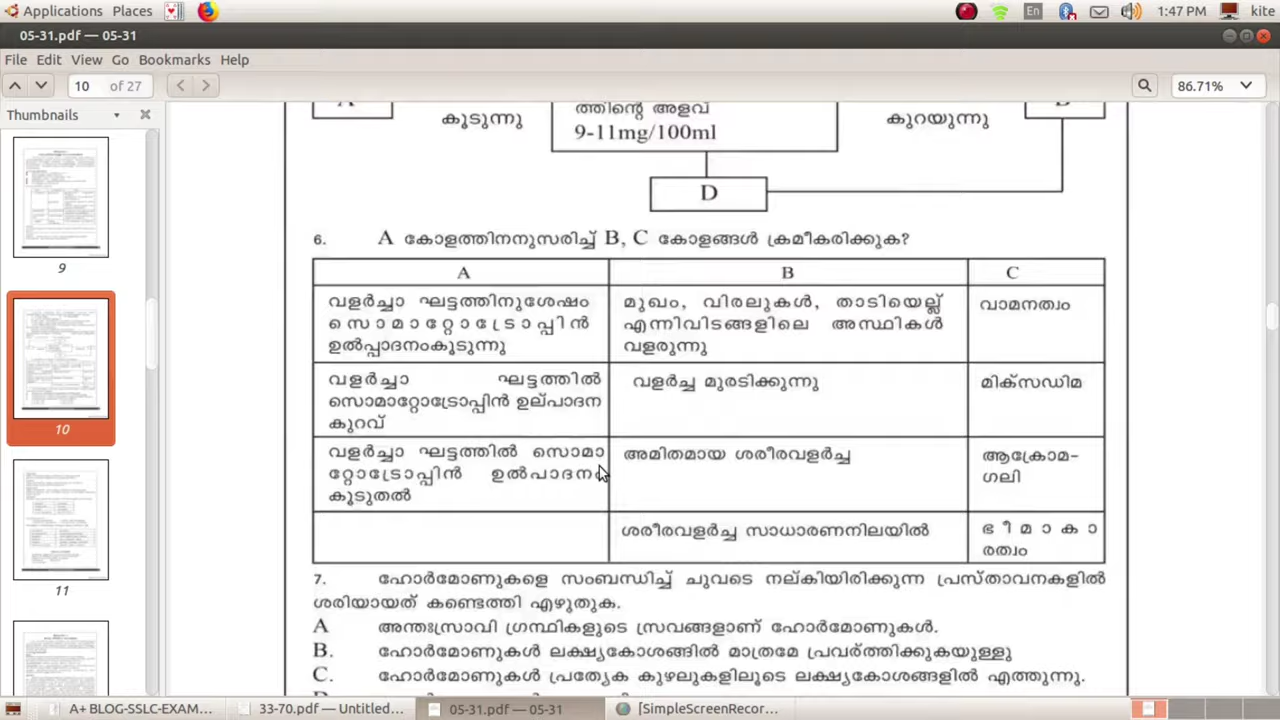 Applications Places En 1:47 PM kite
05-31.pdf — 05-31
File Edit View Go Bookmarks Help
10 of 27 86.71%
Thumbnails
9
10
11
ത്തിന്റെ അളവ്
കൂടുന്നു 9-11mg/100ml കുറയുന്നു
D
6. A കോളത്തിനനുസരിച്ച് B, C കോളങ്ങൾ ക്രമീകരിക്കുക?
A B C
വളർച്ചാ ഘട്ടത്തിനുശേഷം മുഖം, വിരലുകൾ, താടിയെല്ല് വാമനത്വം
സൊമാറ്റോട്രോപ്പിൻ എന്നിവിടങ്ങളിലെ അസ്ഥികൾ
ഉൽപ്പാദനംകൂടുന്നു വളരുന്നു
വളർച്ചാ ഘട്ടത്തിൽ വളർച്ച മുരടിക്കുന്നു മിക്സഡിമ
സൊമാറ്റോട്രോപ്പിൻ ഉല്പാദന
കുറവ്
വളർച്ചാ ഘട്ടത്തിൽ സൊമാ അമിതമായ ശരീരവളർച്ച ആക്രോമ-
റ്റോട്രോപ്പിൻ ഉൽപാദനം ഗലി
കൂടുതൽ
ശരീരവളർച്ച സാധാരണനിലയിൽ ഭീമാകാ
രത്വം
7. ഹോർമോണുകളെ സംബന്ധിച്ച് ചുവടെ നല്കിയിരിക്കുന്ന പ്രസ്താവനകളിൽ
ശരിയായത് കണ്ടെത്തി എഴുതുക.
A അന്തഃസ്രാവി ഗ്രന്ഥികളുടെ സ്രവങ്ങളാണ് ഹോർമോണുകൾ.
B. ഹോർമോണുകൾ ലക്ഷ്യകോശങ്ങിൽ മാത്രമേ പ്രവര്ത്തിക്കുകയുള്ളു
C. ഹോർമോണുകൾ പ്രത്യേക കുഴലുകളിലൂടെ ലക്ഷ്യകോശങ്ങളിൽ എത്തുന്നു.
A+ BLOG-SSLC-EXAM... 33-70.pdf — Untitled... 05-31.pdf — 05-31 [SimpleScreenRecor...